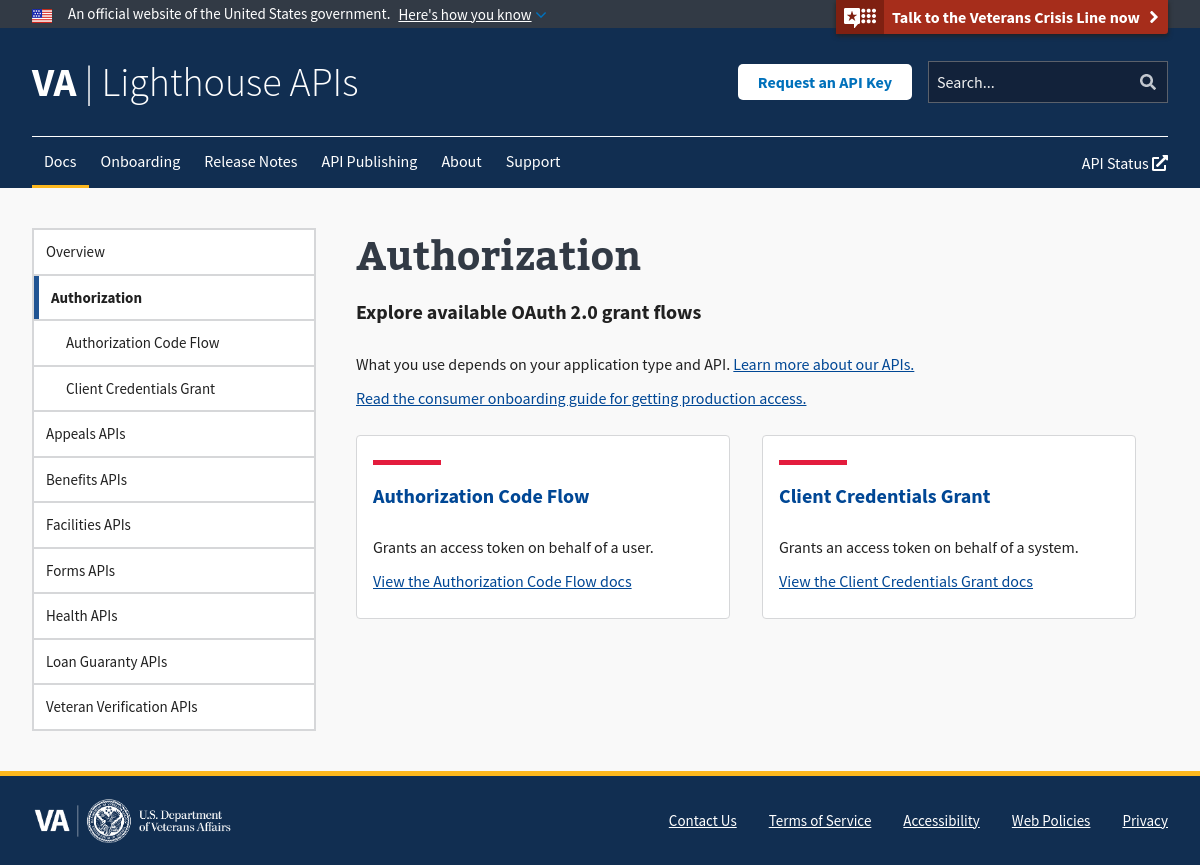 An official website of the United States government. Here's how you know
Talk to the Veterans Crisis Line now
VA | Lighthouse APIs
Request an API Key
Search...
Docs Onboarding Release Notes API Publishing About Support API Status
Overview
Authorization
Authorization Code Flow
Client Credentials Grant
Appeals APIs
Benefits APIs
Facilities APIs
Forms APIs
Health APIs
Loan Guaranty APIs
Veteran Verification APIs
Authorization
Explore available OAuth 2.0 grant flows
What you use depends on your application type and API. Learn more about our APIs.
Read the consumer onboarding guide for getting production access.
Authorization Code Flow
Grants an access token on behalf of a user.
View the Authorization Code Flow docs
Client Credentials Grant
Grants an access token on behalf of a system.
View the Client Credentials Grant docs
VA
U.S. Department
of Veterans Affairs
Contact Us Terms of Service Accessibility Web Policies Privacy